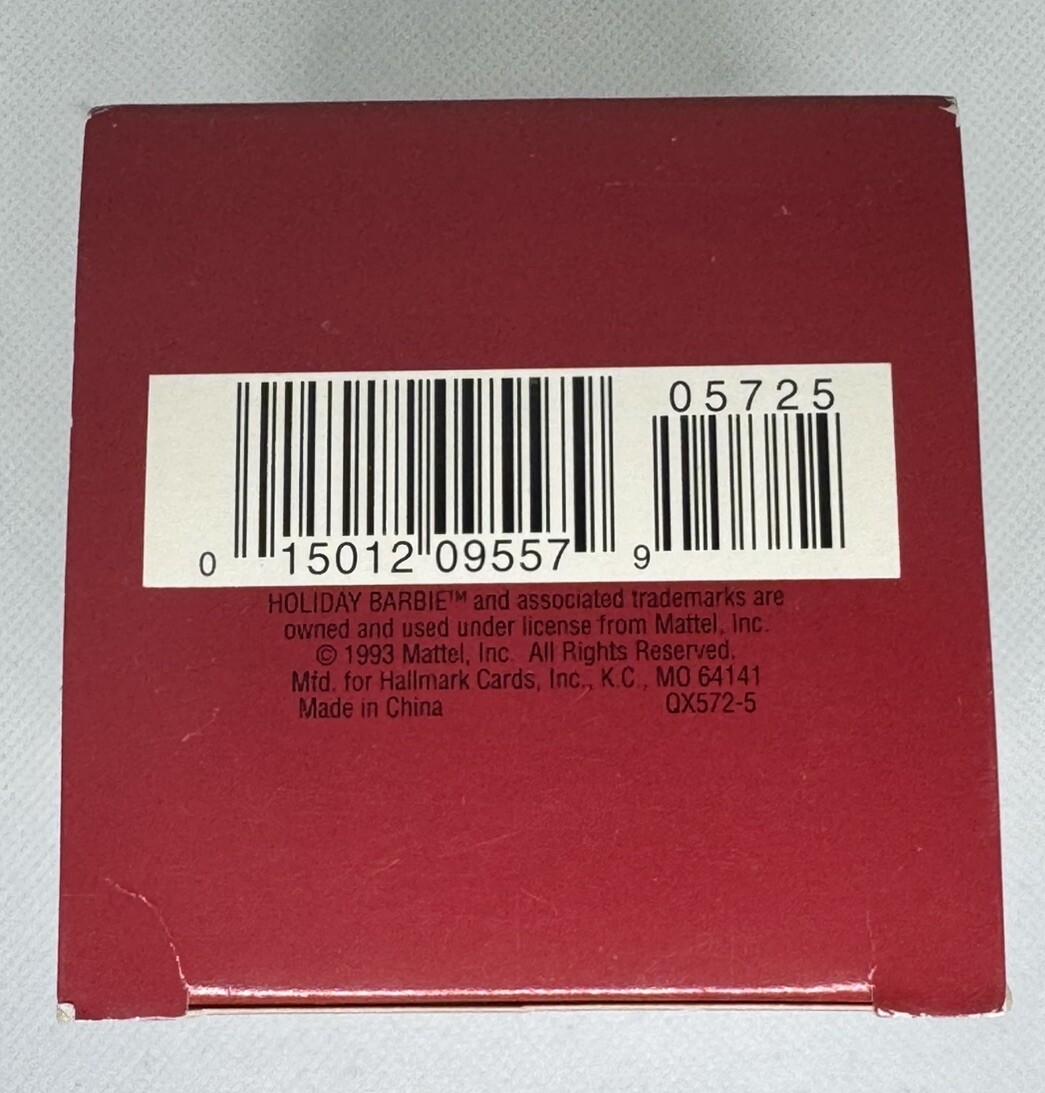 05725
0 15012 09557 9
HOLIDAY BARBIE™ and associated trademarks are
owned and used under license from Mattel, Inc.
© 1993 Mattel, Inc. All Rights Reserved.
Mfd. for Hallmark Cards, Inc., K.C., MO 64141
Made in China QX572-5